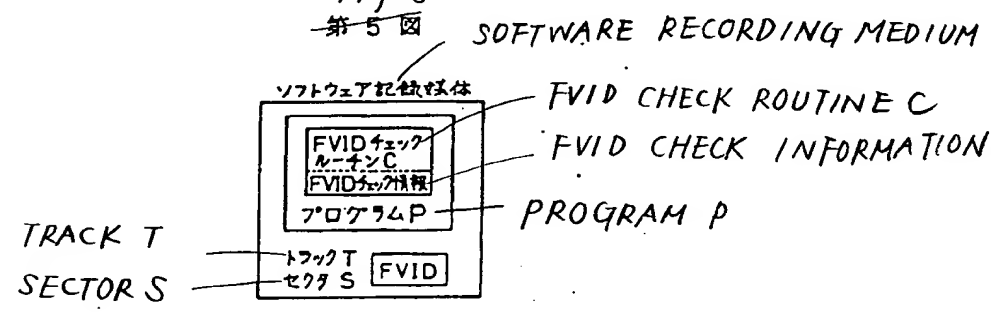 第5図
SOFTWARE RECORDING MEDIUM
ソフトウェア記録媒体
FVIDチェック
ルーチンC
FVIDチェック情報
プログラムP
トラックT
セクタS
FVID
FVID CHECK ROUTINE C
FVID CHECK INFORMATION
PROGRAM P
TRACK T
SECTOR S